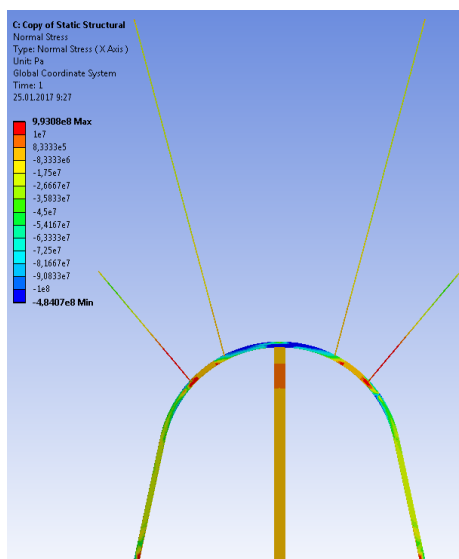 C: Copy of Static Structural
Normal Stress
Type: Normal Stress ( X Axis )
Unit: Pa
Global Coordinate System
Time: 1
25.01.2017 9:27
9,9308e8 Max
1e7
8,3333e5
-8,3333e6
-1,75e7
-2,6667e7
-3,5833e7
-4,5e7
-5,4167e7
-6,3333e7
-7,25e7
-8,1667e7
-9,0833e7
-1e8
-4,8407e8 Min